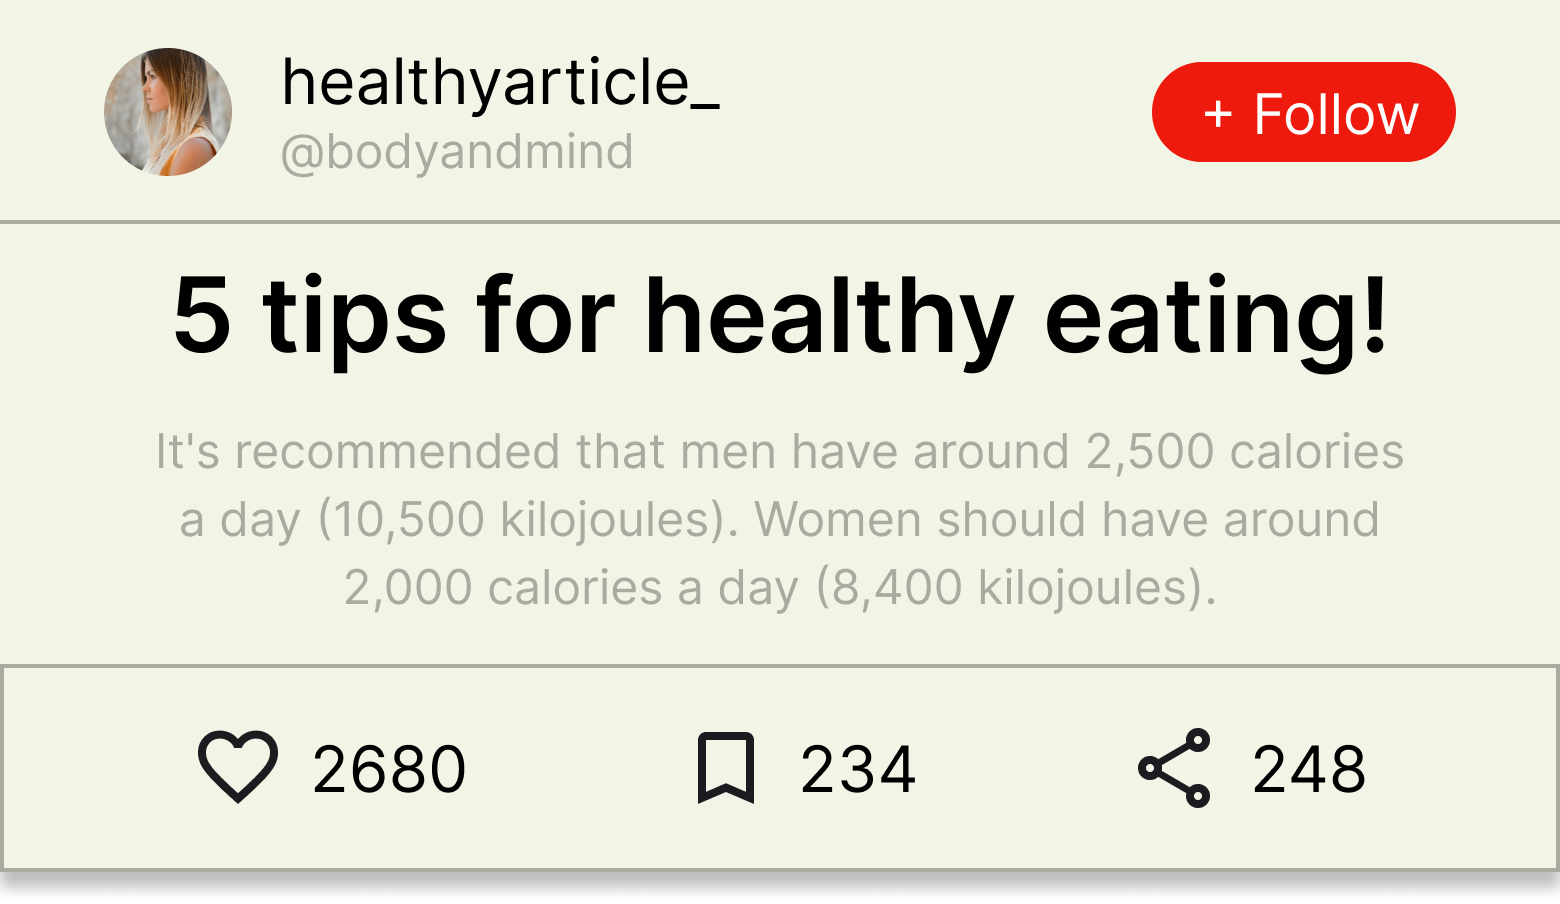 healthyarticle_
@bodyandmind
+ Follow
5 tips for healthy eating!
It's recommended that men have around 2,500 calories
a day (10,500 kilojoules). Women should have around
2,000 calories a day (8,400 kilojoules).
2680
234
248